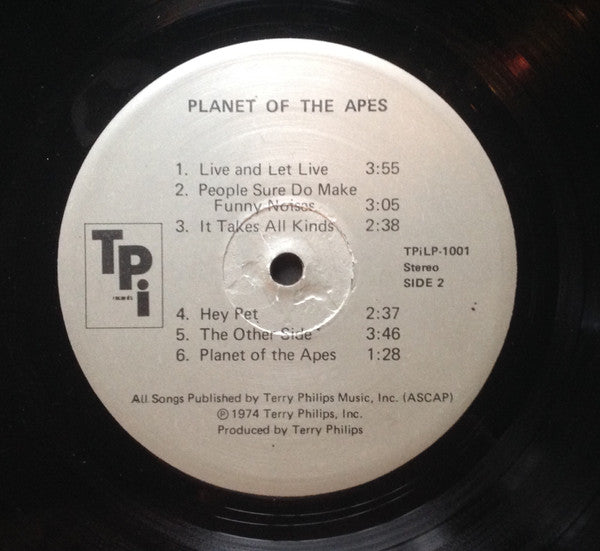 PLANET OF THE APES
1. Live and Let Live 3:55
2. People Sure Do Make
Funny Noises 3:05
3. It Takes All Kinds 2:38
TPi
records
TPiLP-1001
Stereo
SIDE 2
4. Hey Pet 2:37
5. The Other Side 3:46
6. Planet of the Apes 1:28
All Songs Published by Terry Philips Music, Inc. (ASCAP)
℗ 1974 Terry Philips, Inc.
Produced by Terry Philips